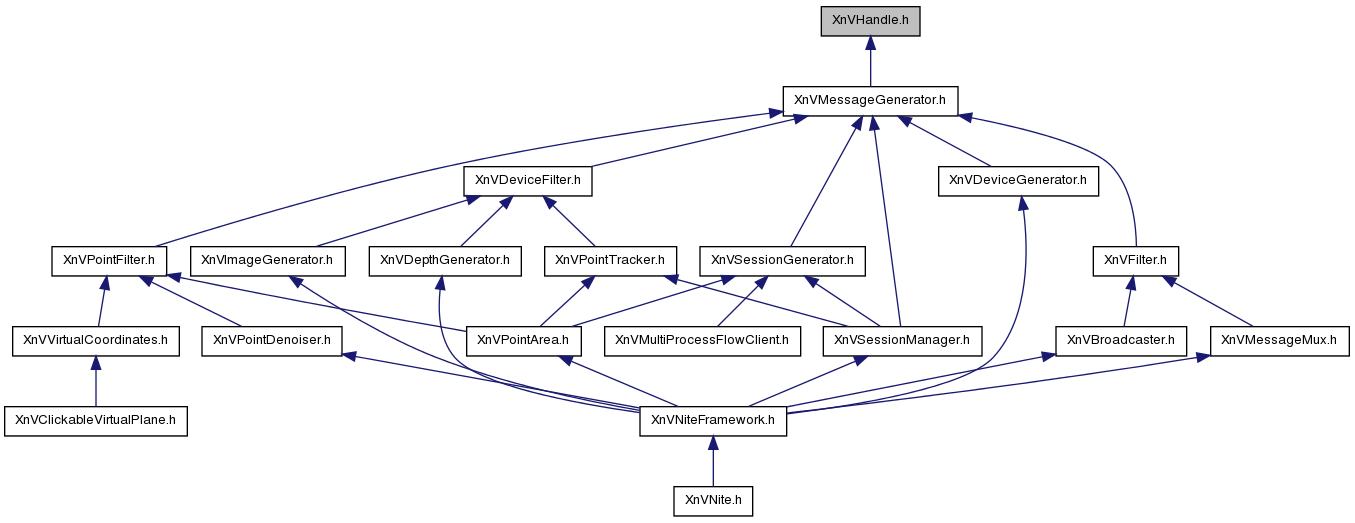 XnVHandle.h
XnVMessageGenerator.h
XnVDeviceFilter.h
XnVDeviceGenerator.h
XnVPointFilter.h
XnVImageGenerator.h
XnVDepthGenerator.h
XnVPointTracker.h
XnVSessionGenerator.h
XnVFilter.h
XnVVirtualCoordinates.h
XnVPointDenoiser.h
XnVPointArea.h
XnVMultiProcessFlowClient.h
XnVSessionManager.h
XnVBroadcaster.h
XnVMessageMux.h
XnVClickableVirtualPlane.h
XnVNiteFramework.h
XnVNite.h